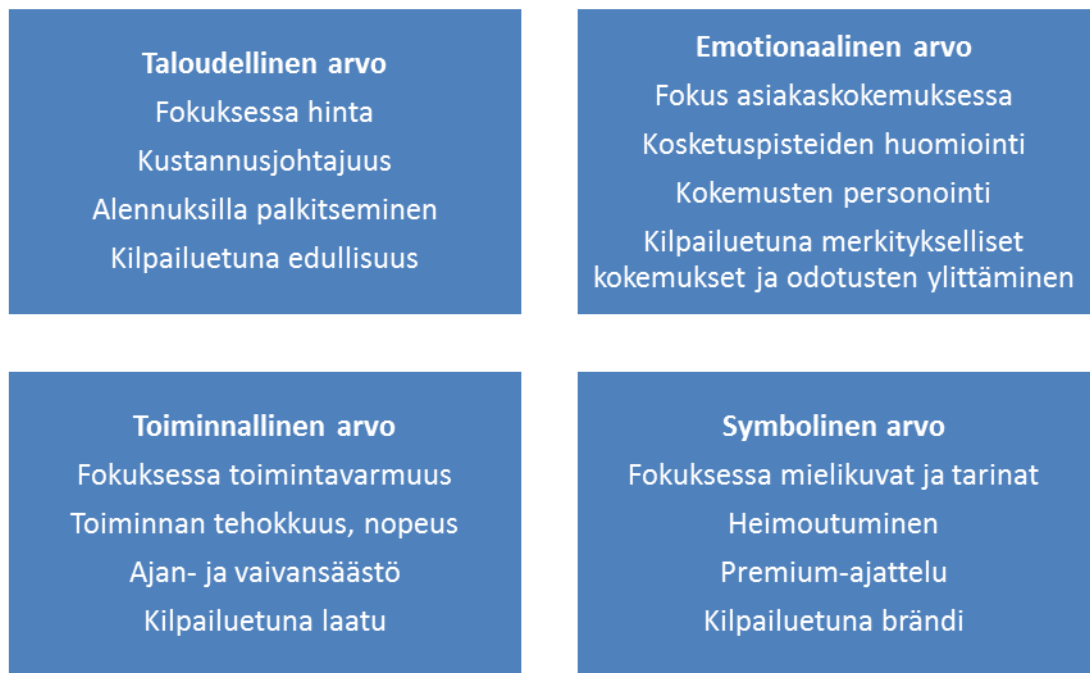 Taloudellinen arvo
Fokuksessa hinta
Kustannusjohtajuus
Alennuksilla palkitseminen
Kilpailuetuna edullisuus
Emotionaalinen arvo
Fokus asiakaskokemuksessa
Kosketuspisteiden huomiointi
Kokemusten personointi
Kilpailuetuna merkitykselliset
kokemukset ja odotusten ylittäminen
Toiminnallinen arvo
Fokuksessa toimintavarmuus
Toiminnan tehokkuus, nopeus
Ajan- ja vaivansäästö
Kilpailuetuna laatu
Symbolinen arvo
Fokuksessa mielikuvat ja tarinat
Heimoutuminen
Premium-ajattelu
Kilpailuetuna brändi